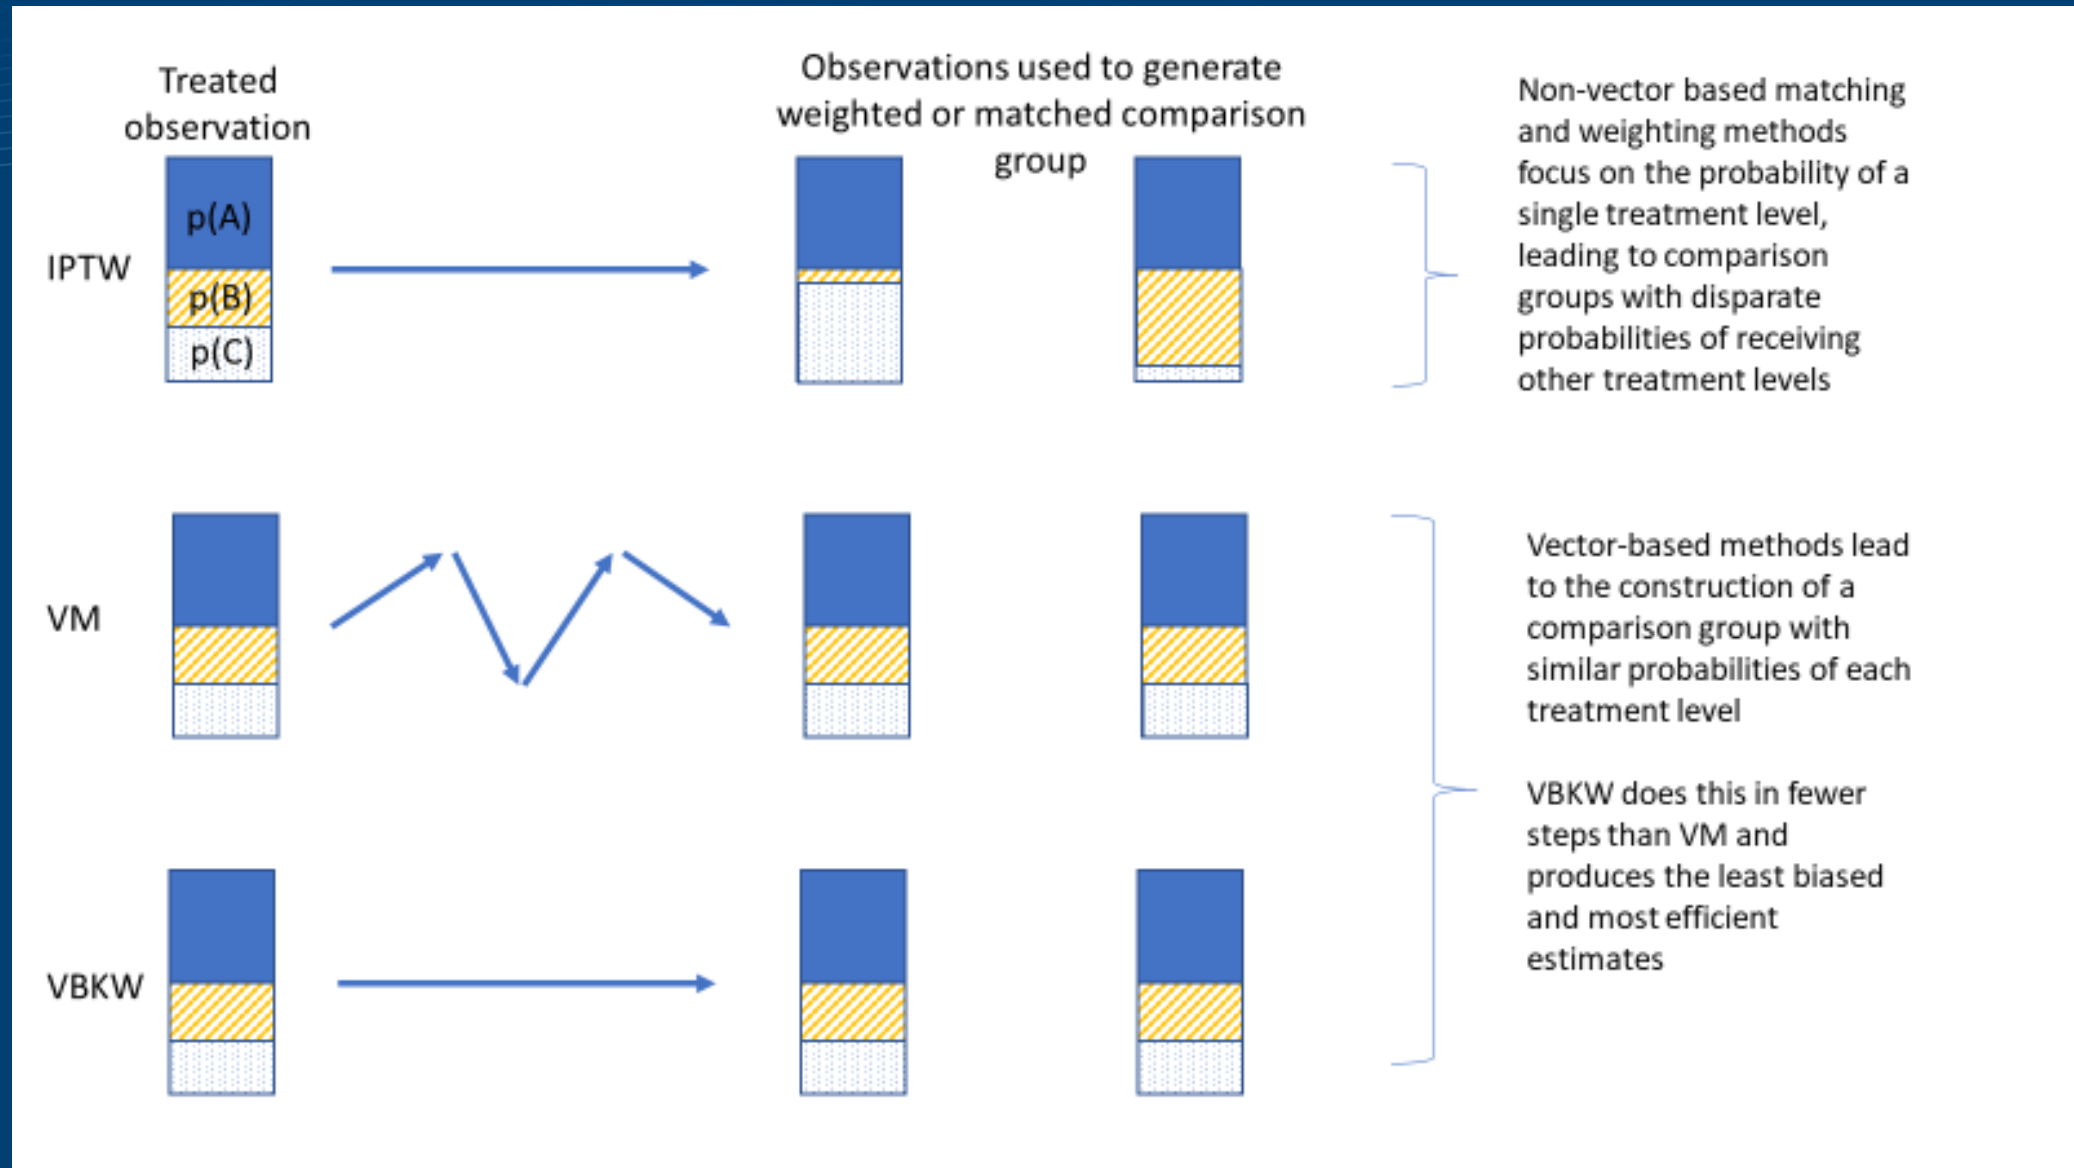 Treated
observation
Observations used to generate
weighted or matched comparison
group
IPTW
p(A)
p(B)
p(C)
Non-vector based matching
and weighting methods
focus on the probability of a
single treatment level,
leading to comparison
groups with disparate
probabilities of receiving
other treatment levels
VM
Vector-based methods lead
to the construction of a
comparison group with
similar probabilities of each
treatment level
VBKW does this in fewer
steps than VM and
produces the least biased
and most efficient
estimates
VBKW